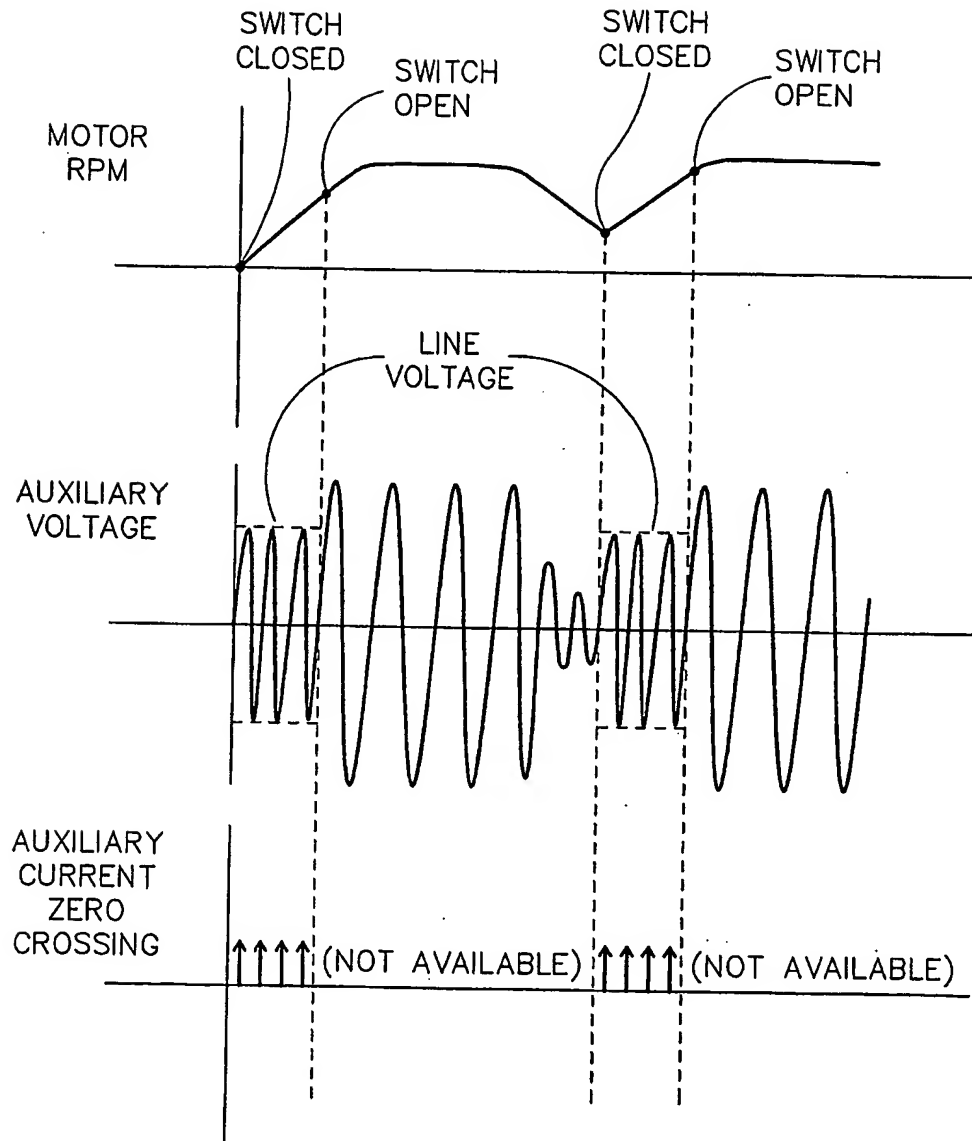 SWITCH
CLOSED
SWITCH
OPEN
SWITCH
CLOSED
SWITCH
OPEN
MOTOR
RPM
LINE
VOLTAGE
AUXILIARY
VOLTAGE
AUXILIARY
CURRENT
ZERO
CROSSING
(NOT AVAILABLE)
(NOT AVAILABLE)